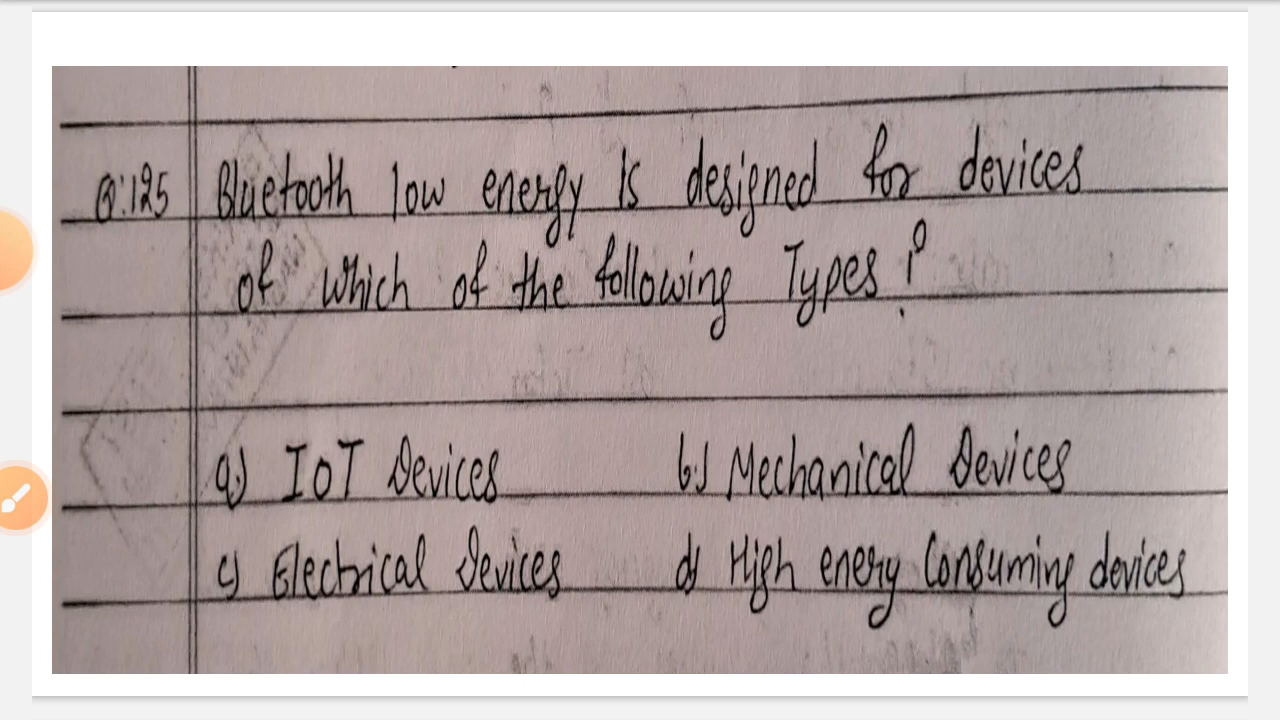 Q.125 Bluetooth low energy is designed for devices
of which of the following Types ?
a) IoT Devices b.) Mechanical Devices
c) Electrical Devices d) High enery Consuming devices